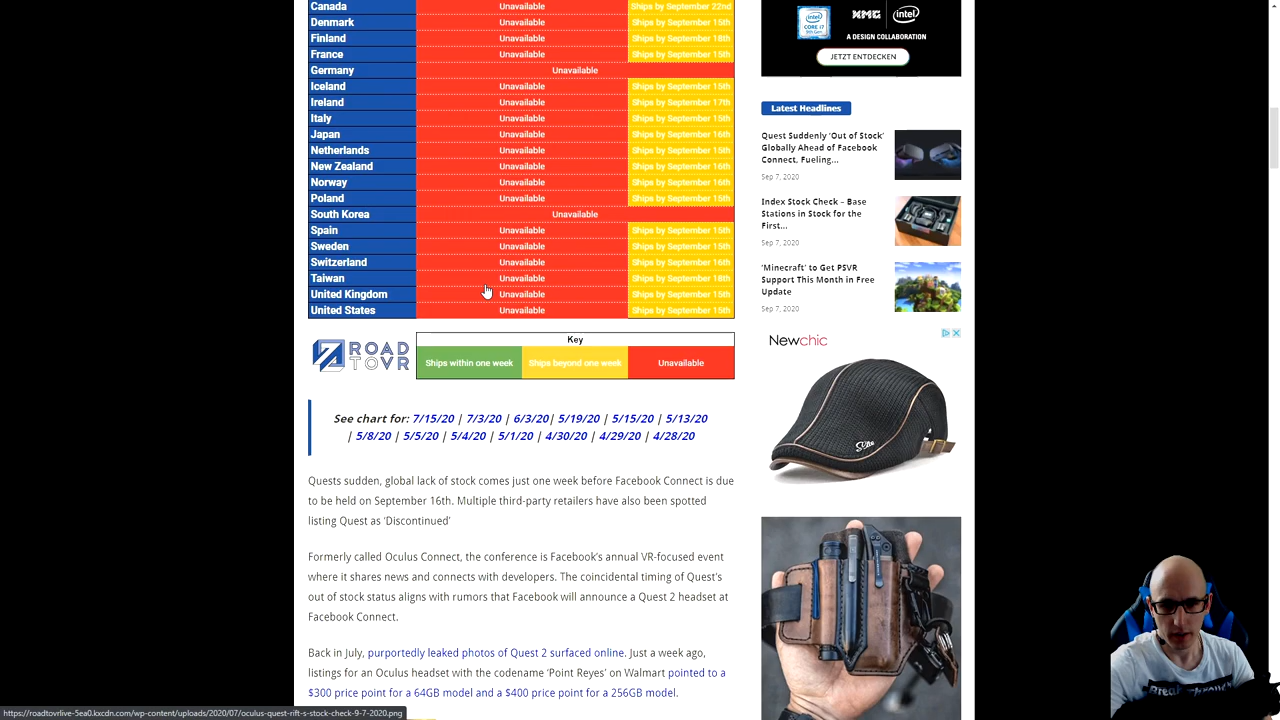 Canada Unavailable Ships by September 22nd
Denmark Unavailable Ships by September 15th
Finland Unavailable Ships by September 18th
France Unavailable Ships by September 15th
Germany Unavailable
Iceland Unavailable Ships by September 15th
Ireland Unavailable Ships by September 17th
Italy Unavailable Ships by September 15th
Japan Unavailable Ships by September 16th
Netherlands Unavailable Ships by September 15th
New Zealand Unavailable Ships by September 16th
Norway Unavailable Ships by September 16th
Poland Unavailable Ships by September 15th
South Korea Unavailable
Spain Unavailable Ships by September 15th
Sweden Unavailable Ships by September 15th
Switzerland Unavailable Ships by September 16th
Taiwan Unavailable Ships by September 18th
United Kingdom Unavailable Ships by September 15th
United States Unavailable Ships by September 15th
ROAD
TOVR
Key
Ships within one week Ships beyond one week Unavailable
See chart for: 7/15/20 | 7/3/20 | 6/3/20| 5/19/20 | 5/15/20 | 5/13/20
| 5/8/20 | 5/5/20 | 5/4/20 | 5/1/20 | 4/30/20 | 4/29/20 | 4/28/20
Quests sudden, global lack of stock comes just one week before Facebook Connect is due
to be held on September 16th. Multiple third-party retailers have also been spotted
listing Quest as ‘Discontinued’
Formerly called Oculus Connect, the conference is Facebook’s annual VR-focused event
where it shares news and connects with developers. The coincidental timing of Quest’s
out of stock status aligns with rumors that Facebook will announce a Quest 2 headset at
Facebook Connect.
Back in July, purportedly leaked photos of Quest 2 surfaced online. Just a week ago,
listings for an Oculus headset with the codename ‘Point Reyes’ on Walmart pointed to a
$300 price point for a 64GB model and a $400 price point for a 256GB model.
https://roadtovrlive-5ea0.kxcdn.com/wp-content/uploads/2020/07/oculus-quest-rift-s-stock-check-9-7-2020.png
intel
CORE i7
9th Gen
XMG
intel
A DESIGN COLLABORATION
JETZT ENTDECKEN
Latest Headlines
Quest Suddenly ‘Out of Stock’
Globally Ahead of Facebook
Connect, Fueling...
Sep 7, 2020
Index Stock Check – Base
Stations in Stock for the
First...
Sep 7, 2020
‘Minecraft’ to Get PSVR
Support This Month in Free
Update
Sep 7, 2020
Newchic